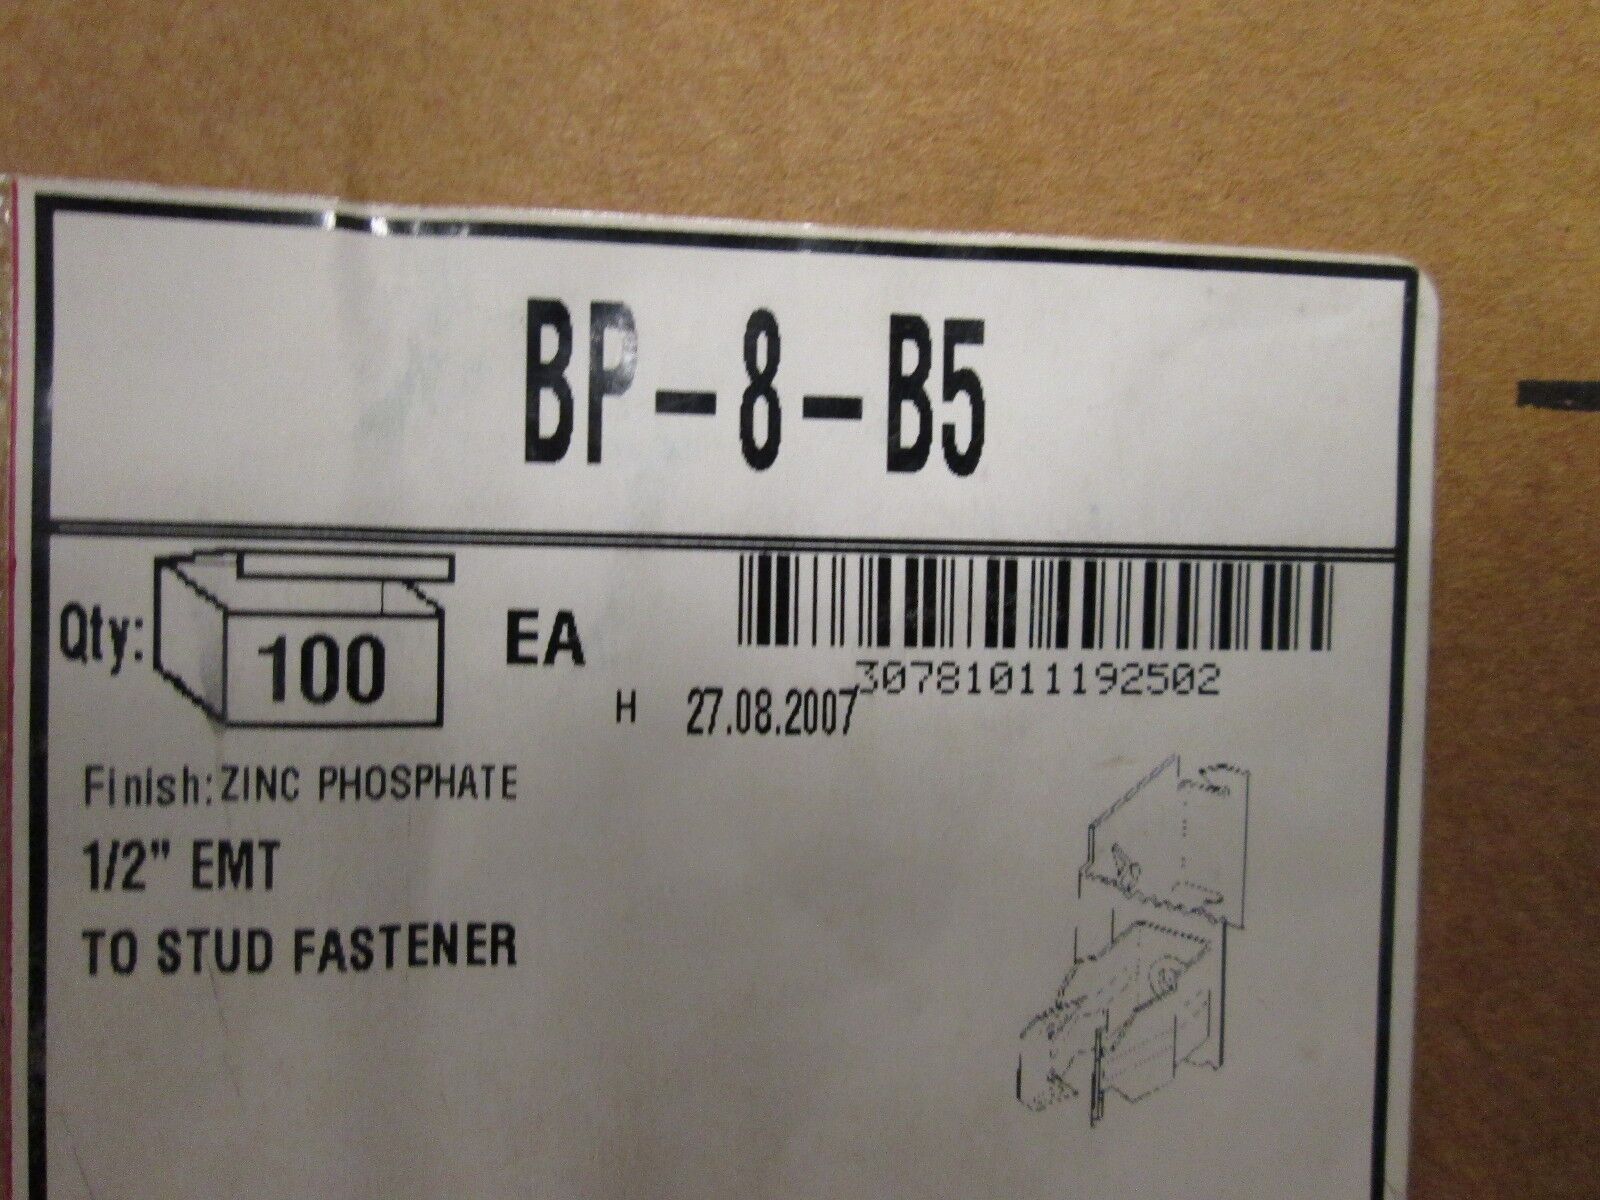 BP-8-B5
Qty: 100 EA
30781011192502
H 27.08.2007
Finish: ZINC PHOSPHATE
1/2" EMT
TO STUD FASTENER